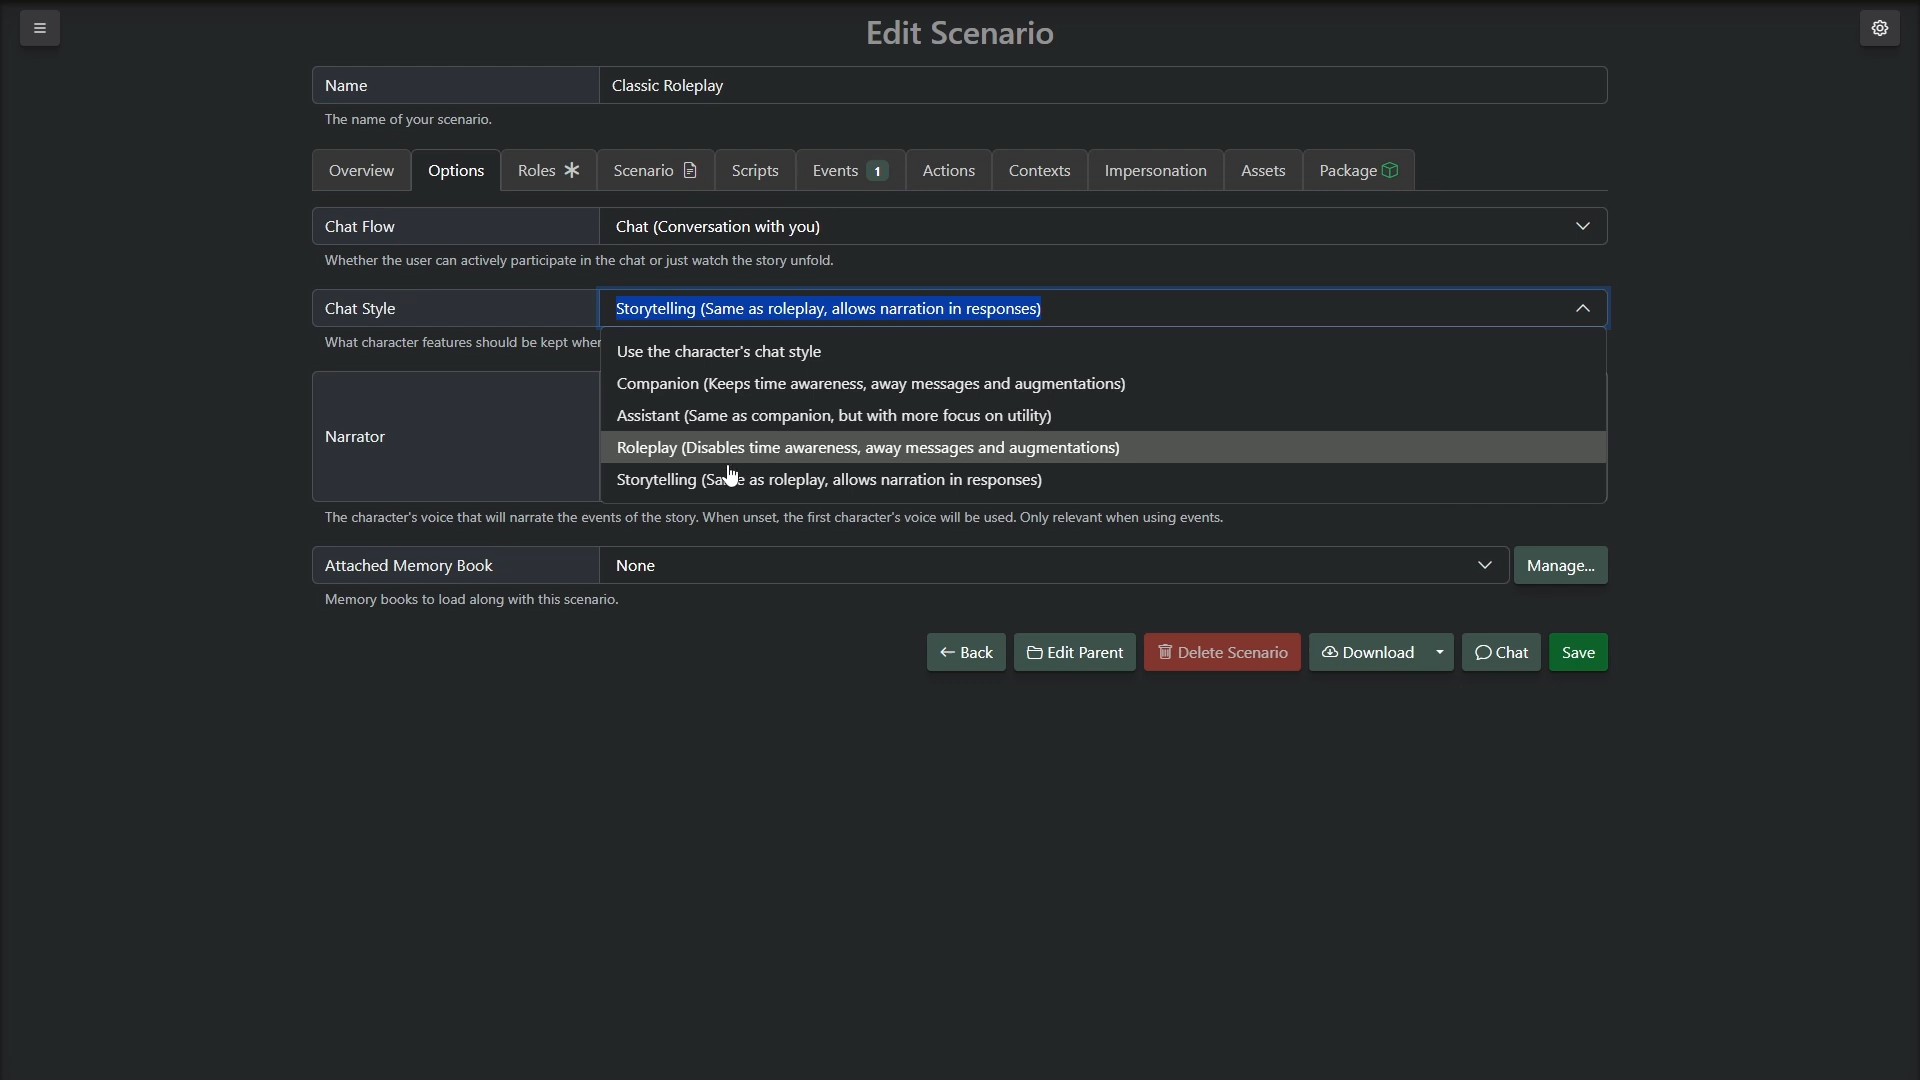 Edit Scenario
Name
Classic Roleplay
The name of your scenario.
Overview
Options
Roles
Scenario
Scripts
Events 1
Actions
Contexts
Impersonation
Assets
Package
Chat Flow
Chat (Conversation with you)
Whether the user can actively participate in the chat or just watch the story unfold.
Chat Style
Storytelling (Same as roleplay, allows narration in responses)
What character features should be kept
Use the character's chat style
Companion (Keeps time awareness, away messages and augmentations)
Assistant (Same as companion, but with more focus on utility)
Narrator
Roleplay (Disables time awareness, away messages and augmentations)
Storytelling (Same as roleplay, allows narration in responses)
The character's voice that will narrate the events of the story. When unset, the first character's voice will be used. Only relevant when using events.
Attached Memory Book
None
Manage...
Memory books to load along with this scenario.
Back
Edit Parent
Delete Scenario
Download
Chat
Save